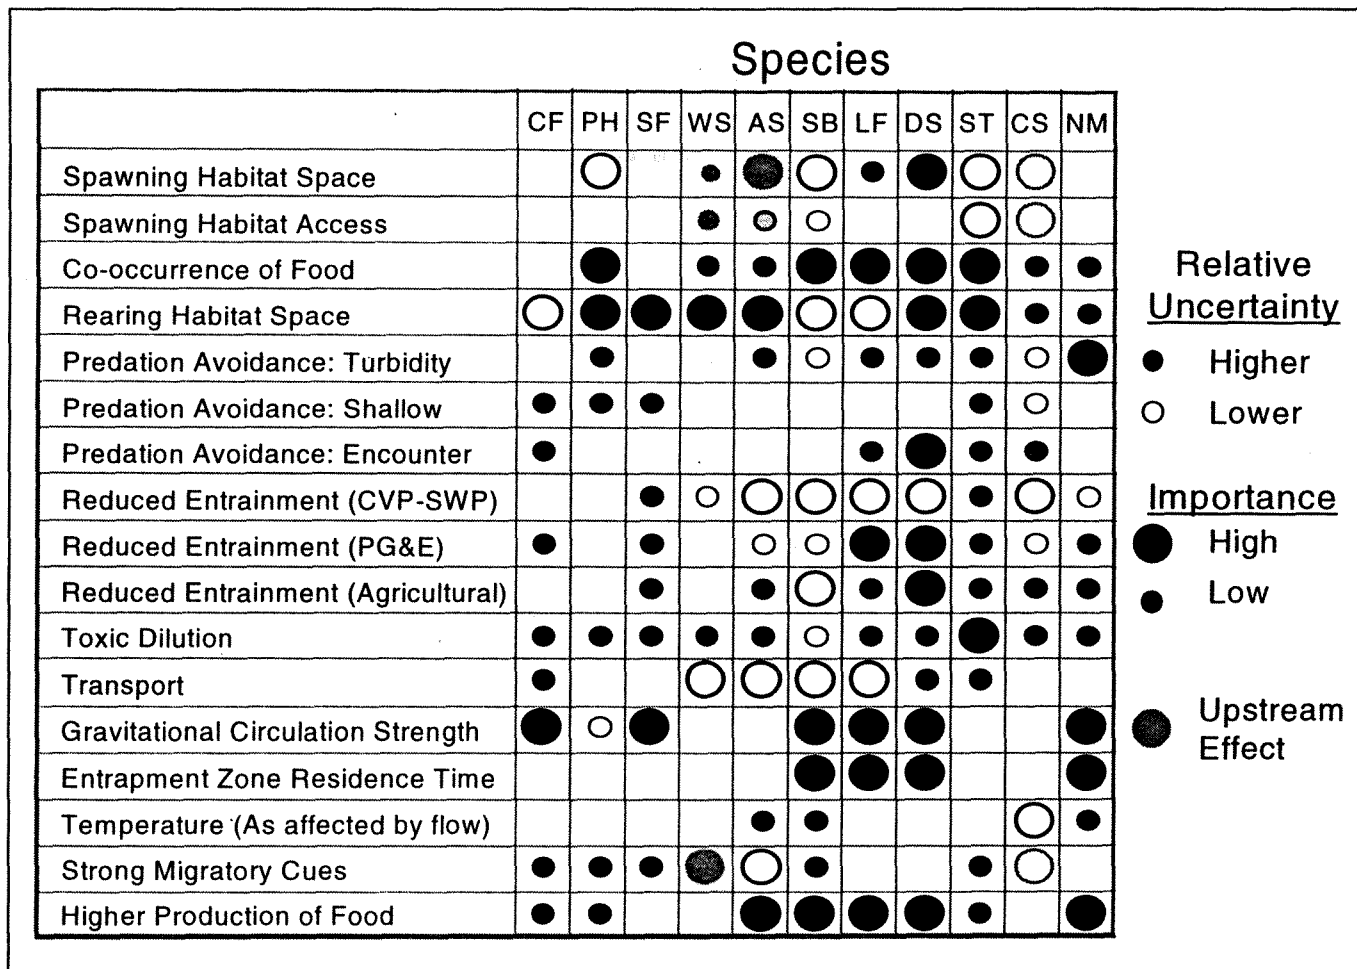 Species
CF PH SF WS AS SB LF DS ST CS NM
Spawning Habitat Space
Spawning Habitat Access
Co-occurrence of Food
Rearing Habitat Space
Predation Avoidance: Turbidity
Predation Avoidance: Shallow
Predation Avoidance: Encounter
Reduced Entrainment (CVP-SWP)
Reduced Entrainment (PG&E)
Reduced Entrainment (Agricultural)
Toxic Dilution
Transport
Gravitational Circulation Strength
Entrapment Zone Residence Time
Temperature (As affected by flow)
Strong Migratory Cues
Higher Production of Food
Relative
Uncertainty
Higher
Lower
Importance
High
Low
Upstream
Effect